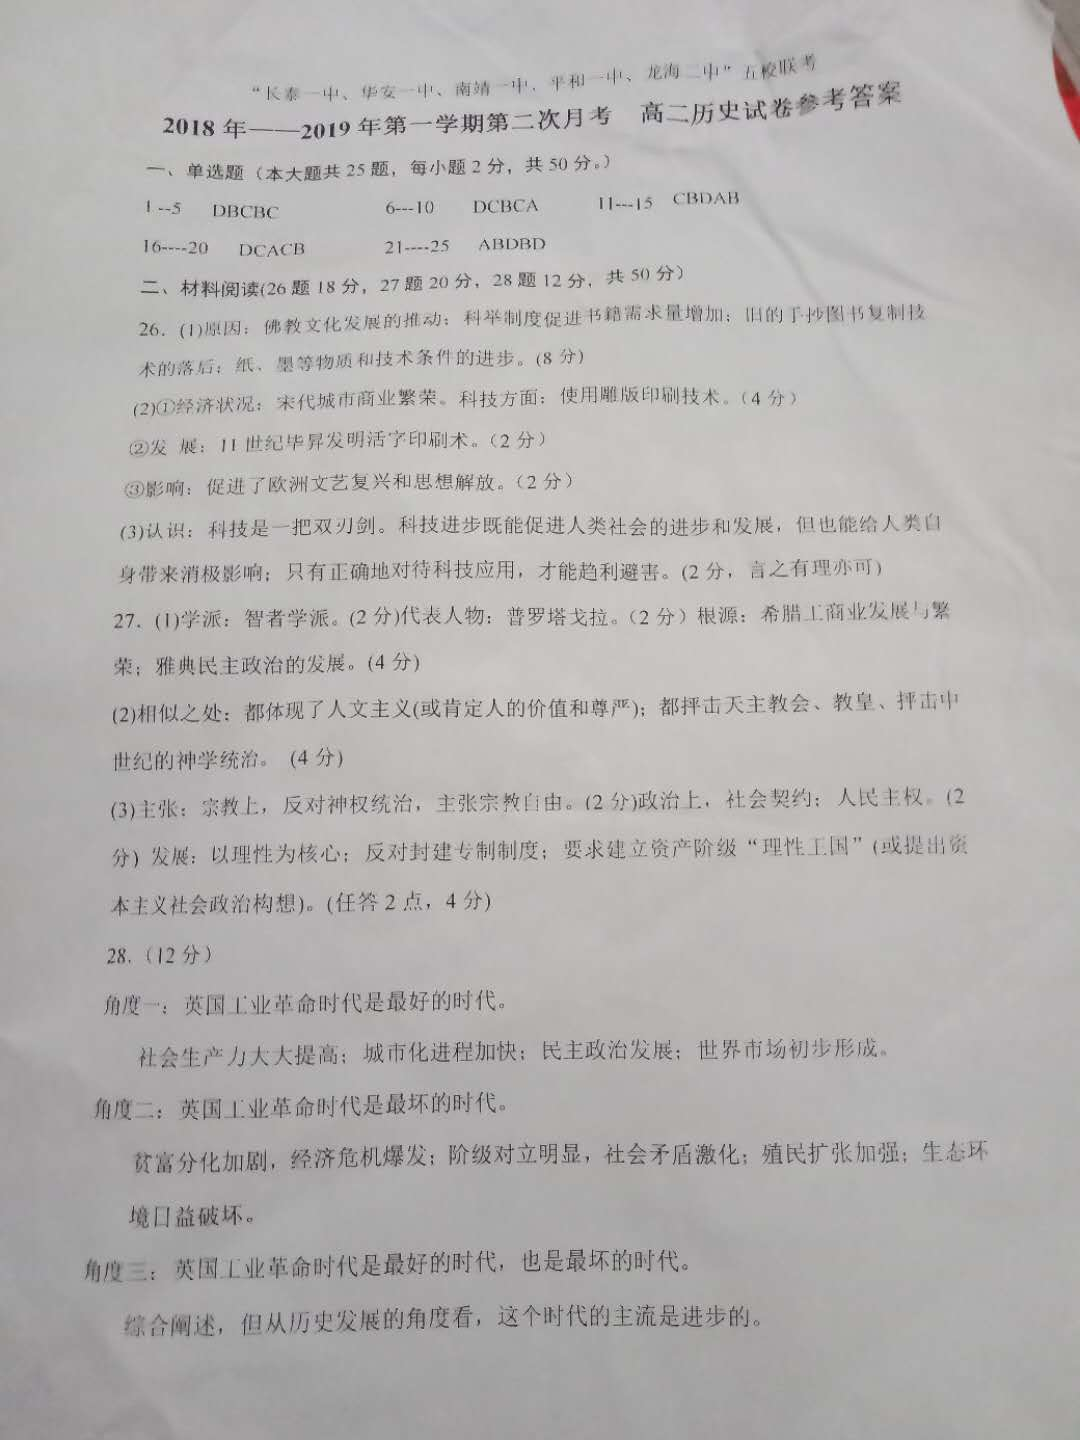 “长泰一中、华安一中、南靖一中、平和一中、龙海二中”五校联考
2018 年——2019 年第一学期第二次月考 高二历史试卷参考答案
一、单选题（本大题共 25 题，每小题 2 分，共 50 分。）
1 --5 DBCBC 6---10 DCBCA 11---15 CBDAB
16----20 DCACB 21----25 ABDBD
二、材料阅读(26 题 18 分，27 题 20 分，28 题 12 分，共 50 分）
26．(1)原因：佛教文化发展的推动；科举制度促进书籍需求量增加；旧的手抄图书复制技
术的落后；纸、墨等物质和技术条件的进步。(8 分)
(2)①经济状况：宋代城市商业繁荣。科技方面：使用雕版印刷技术。（4 分）
②发 展：11 世纪毕昇发明活字印刷术。（2 分）
③影响：促进了欧洲文艺复兴和思想解放。（2 分）
(3)认识：科技是一把双刃剑。科技进步既能促进人类社会的进步和发展，但也能给人类自
身带来消极影响；只有正确地对待科技应用，才能趋利避害。(2 分，言之有理亦可)
27．(1)学派：智者学派。(2 分)代表人物：普罗塔戈拉。（2 分）根源：希腊工商业发展与繁
荣；雅典民主政治的发展。(4 分)
(2)相似之处：都体现了人文主义(或肯定人的价值和尊严)；都抨击天主教会、教皇、抨击中
世纪的神学统治。 (4 分)
(3)主张：宗教上，反对神权统治，主张宗教自由。(2 分)政治上，社会契约；人民主权。(2
分) 发展：以理性为核心；反对封建专制制度；要求建立资产阶级“理性王国”(或提出资
本主义社会政治构想)。(任答 2 点，4 分)
28.（12 分）
角度一：英国工业革命时代是最好的时代。
社会生产力大大提高；城市化进程加快；民主政治发展；世界市场初步形成。
角度二：英国工业革命时代是最坏的时代。
贫富分化加剧，经济危机爆发；阶级对立明显，社会矛盾激化；殖民扩张加强；生态环
境日益破坏。
角度三：英国工业革命时代是最好的时代，也是最坏的时代。
综合阐述，但从历史发展的角度看，这个时代的主流是进步的。